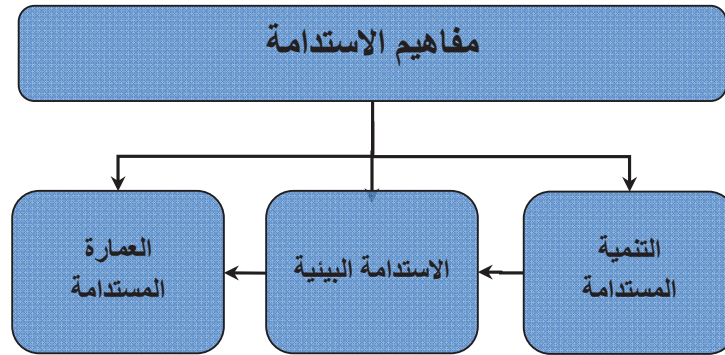 مفاهيم الاستدامة
التنمية
المستدامة
الاستدامة البيئية
العمارة
المستدامة